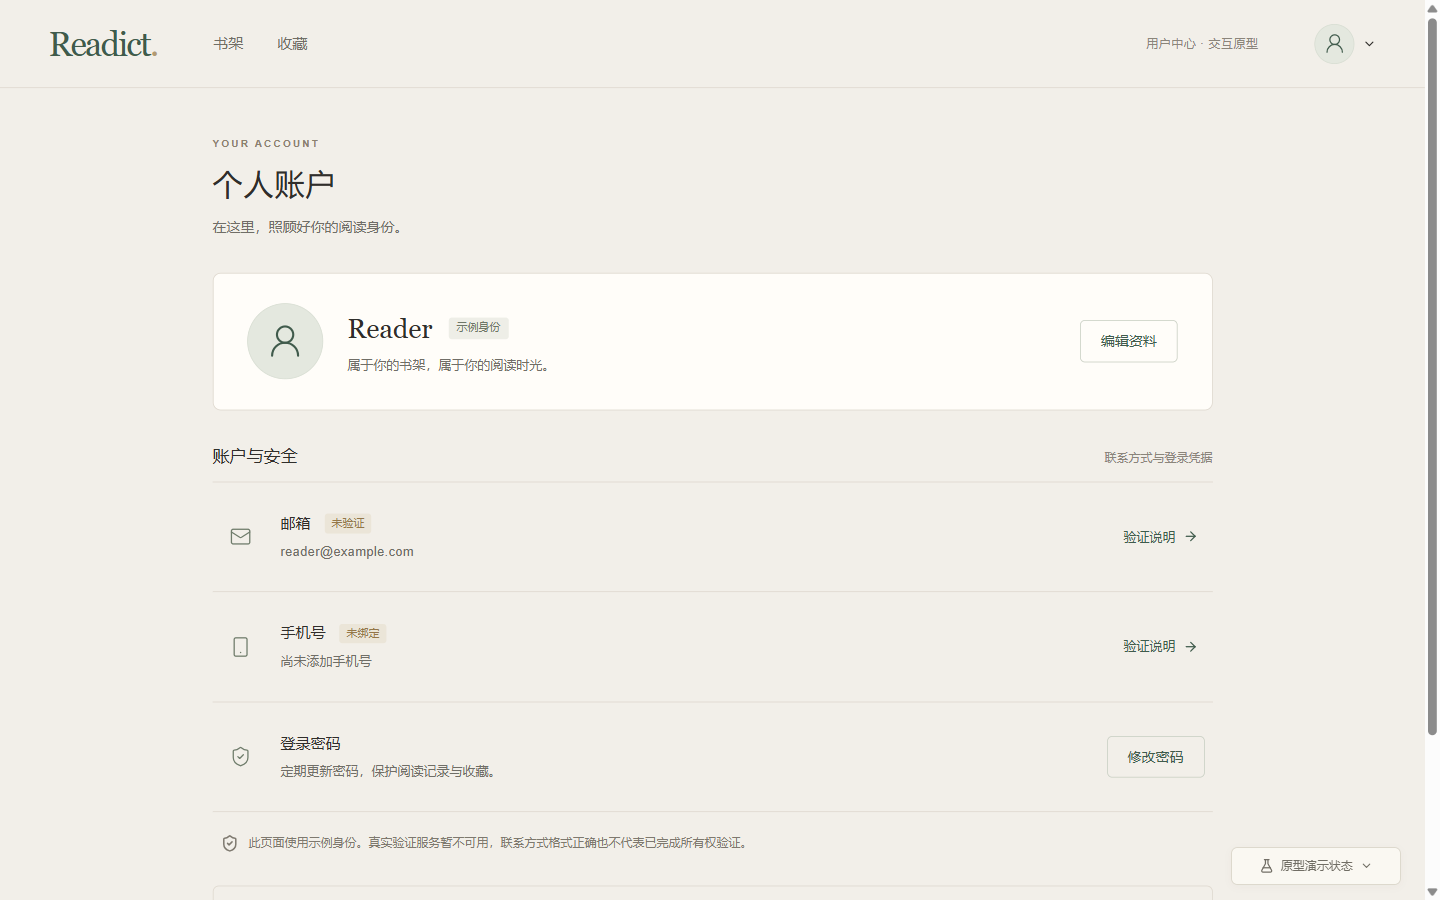 Readict.
书架
收藏
用户中心 · 交互原型
YOUR ACCOUNT
个人账户
在这里，照顾好你的阅读身份。
Reader
示例身份
属于你的书架，属于你的阅读时光。
编辑资料
账户与安全
联系方式与登录凭据
邮箱
未验证
reader@example.com
验证说明
手机号
未绑定
尚未添加手机号
验证说明
登录密码
定期更新密码，保护阅读记录与收藏。
修改密码
此页面使用示例身份。真实验证服务暂不可用，联系方式格式正确也不代表已完成所有权验证。
原型演示状态